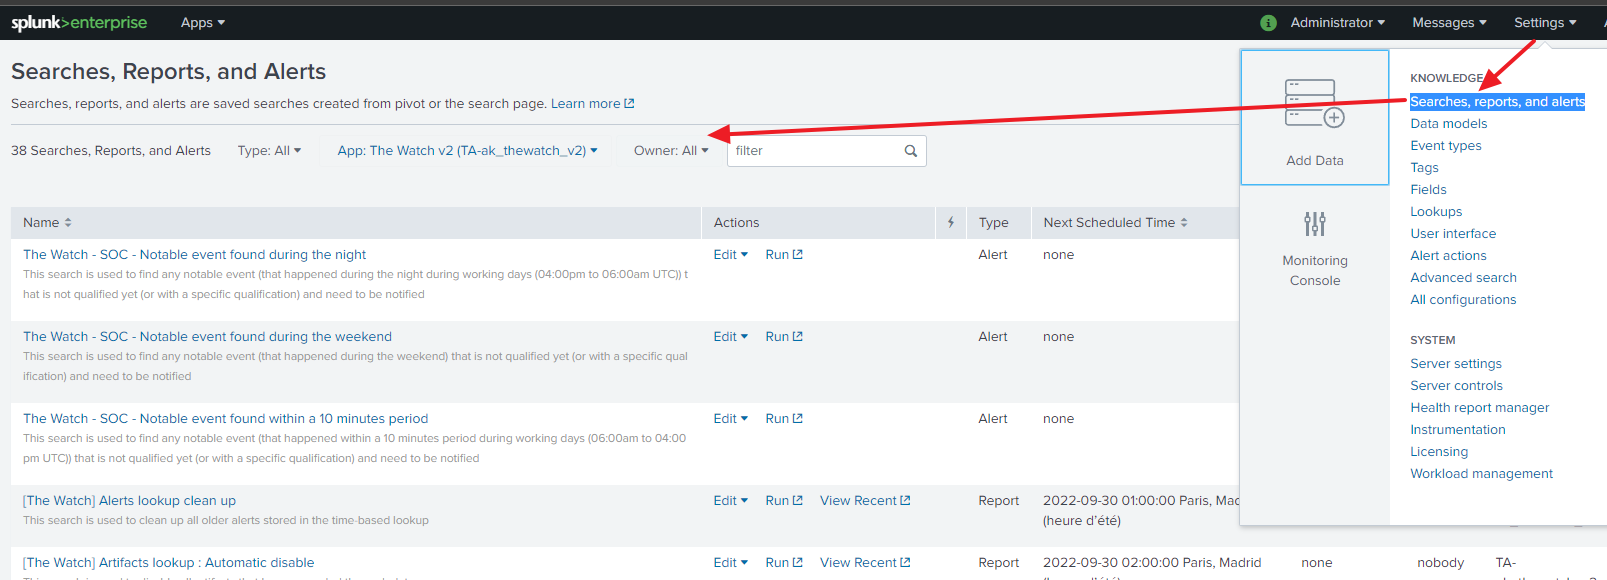 splunk>enterprise Apps
Administrator Messages Settings
Searches, Reports, and Alerts
Searches, reports, and alerts are saved searches created from pivot or the search page. Learn more
38 Searches, Reports, and Alerts Type: All App: The Watch v2 (TA-ak_thewatch_v2) Owner: All filter
Name Actions Type Next Scheduled Time
The Watch - SOC - Notable event found during the night Edit Run Alert none
This search is used to find any notable event (that happened during the night during working days (04:00pm to 06:00am UTC)) t
hat is not qualified yet (or with a specific qualification) and need to be notified
The Watch - SOC - Notable event found during the weekend Edit Run Alert none
This search is used to find any notable event (that happened during the weekend) that is not qualified yet (or with a specific qual
ification) and need to be notified
The Watch - SOC - Notable event found within a 10 minutes period Edit Run Alert none
This search is used to find any notable event (that happened within a 10 minutes period during working days (06:00am to 04:00
pm UTC)) that is not qualified yet (or with a specific qualification) and need to be notified
[The Watch] Alerts lookup clean up Edit Run View Recent Report 2022-09-30 01:00:00 Paris, Mad
(heure d'été)
This search is used to clean up all older alerts stored in the time-based lookup
[The Watch] Artifacts lookup : Automatic disable Edit Run View Recent Report 2022-09-30 02:00:00 Paris, Madrid none nobody TA-
Add Data
Monitoring
Console
KNOWLEDGE
Searches, reports, and alerts
Data models
Event types
Tags
Fields
Lookups
User interface
Alert actions
Advanced search
All configurations
SYSTEM
Server settings
Server controls
Health report manager
Instrumentation
Licensing
Workload management